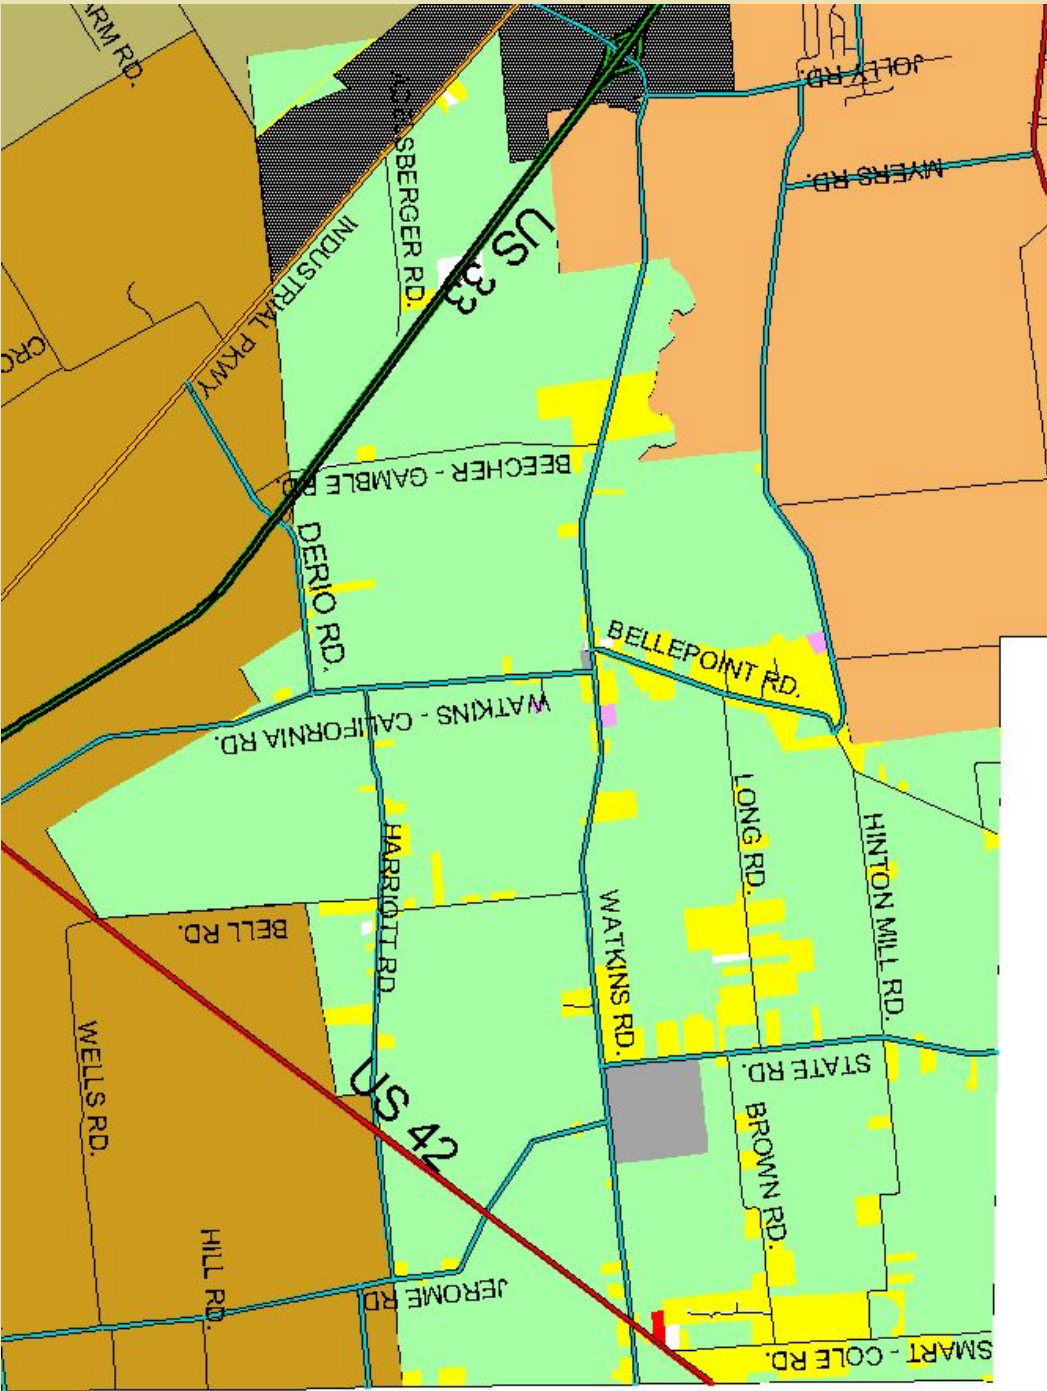 ARM RD.
JOLLY RD.
MYERS RD.
US 33
INDUSTRIAL PKWY
BEECHER - GAMBLE RD.
DERIO RD.
BELLEPOINT RD.
WATKINS - CALIFORNIA RD.
LONG RD.
HINTON MILL RD.
HARRIOTT RD.
BELL RD.
WATKINS RD.
WELLS RD.
US 42
STATE RD.
BROWN RD.
HILL RD.
JEROME RD
SMART - COLE RD.
CRO